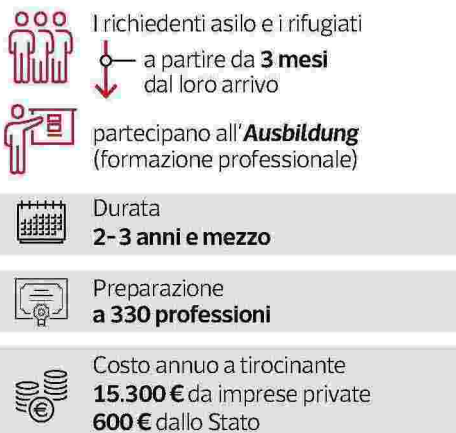 I richiedenti asilo e i rifugiati
a partire da 3 mesi
dal loro arrivo
partecipano all'Ausbildung
(formazione professionale)
Durata
2-3 anni e mezzo
Preparazione
a 330 professioni
Costo annuo a tirocinante
15.300 € da imprese private
600 € dallo Stato